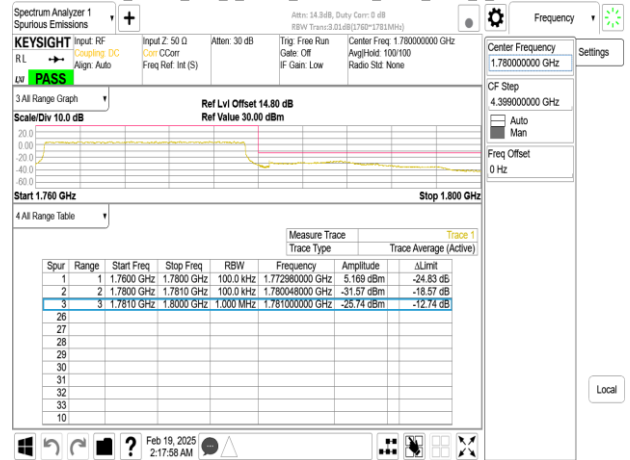 Spectrum Analyzer 1
Spurious Emissions
+
Attn: 14.3dB, Duty Corr: 0 dB
RBW Trans:3.01dB(1760~1781MHz)
Frequency
KEYSIGHT
RL
LXI PASS
Input: RF
Coupling: DC
Align: Auto
Input Z: 50 Ω
Corr CCorr
Freq Ref: Int (S)
Atten: 30 dB
Trig: Free Run
Gate: Off
IF Gain: Low
Center Freq: 1.780000000 GHz
Avg|Hold: 100/100
Radio Std: None
Center Frequency
1.780000000 GHz
Settings
CF Step
4.399000000 GHz
Auto
Man
Freq Offset
0 Hz
3 All Range Graph
Scale/Div 10.0 dB
Ref Lvl Offset 14.80 dB
Ref Value 30.00 dBm
20.0
0.00
-20.0
-40.0
-60.0
Start 1.760 GHz Stop 1.800 GHz
4 All Range Table
Measure Trace Trace 1
Trace Type Trace Average (Active)
Spur Range Start Freq Stop Freq RBW Frequency Amplitude ΔLimit
1 1 1.7600 GHz 1.7800 GHz 100.0 kHz 1.772980000 GHz 5.169 dBm -24.83 dB
2 2 1.7800 GHz 1.7810 GHz 100.0 kHz 1.780048000 GHz -31.57 dBm -18.57 dB
3 3 1.7810 GHz 1.8000 GHz 1.000 MHz 1.781000000 GHz -25.74 dBm -12.74 dB
26
27
28
29
30
31
32
33
10
Local
?
Feb 19, 2025
2:17:58 AM